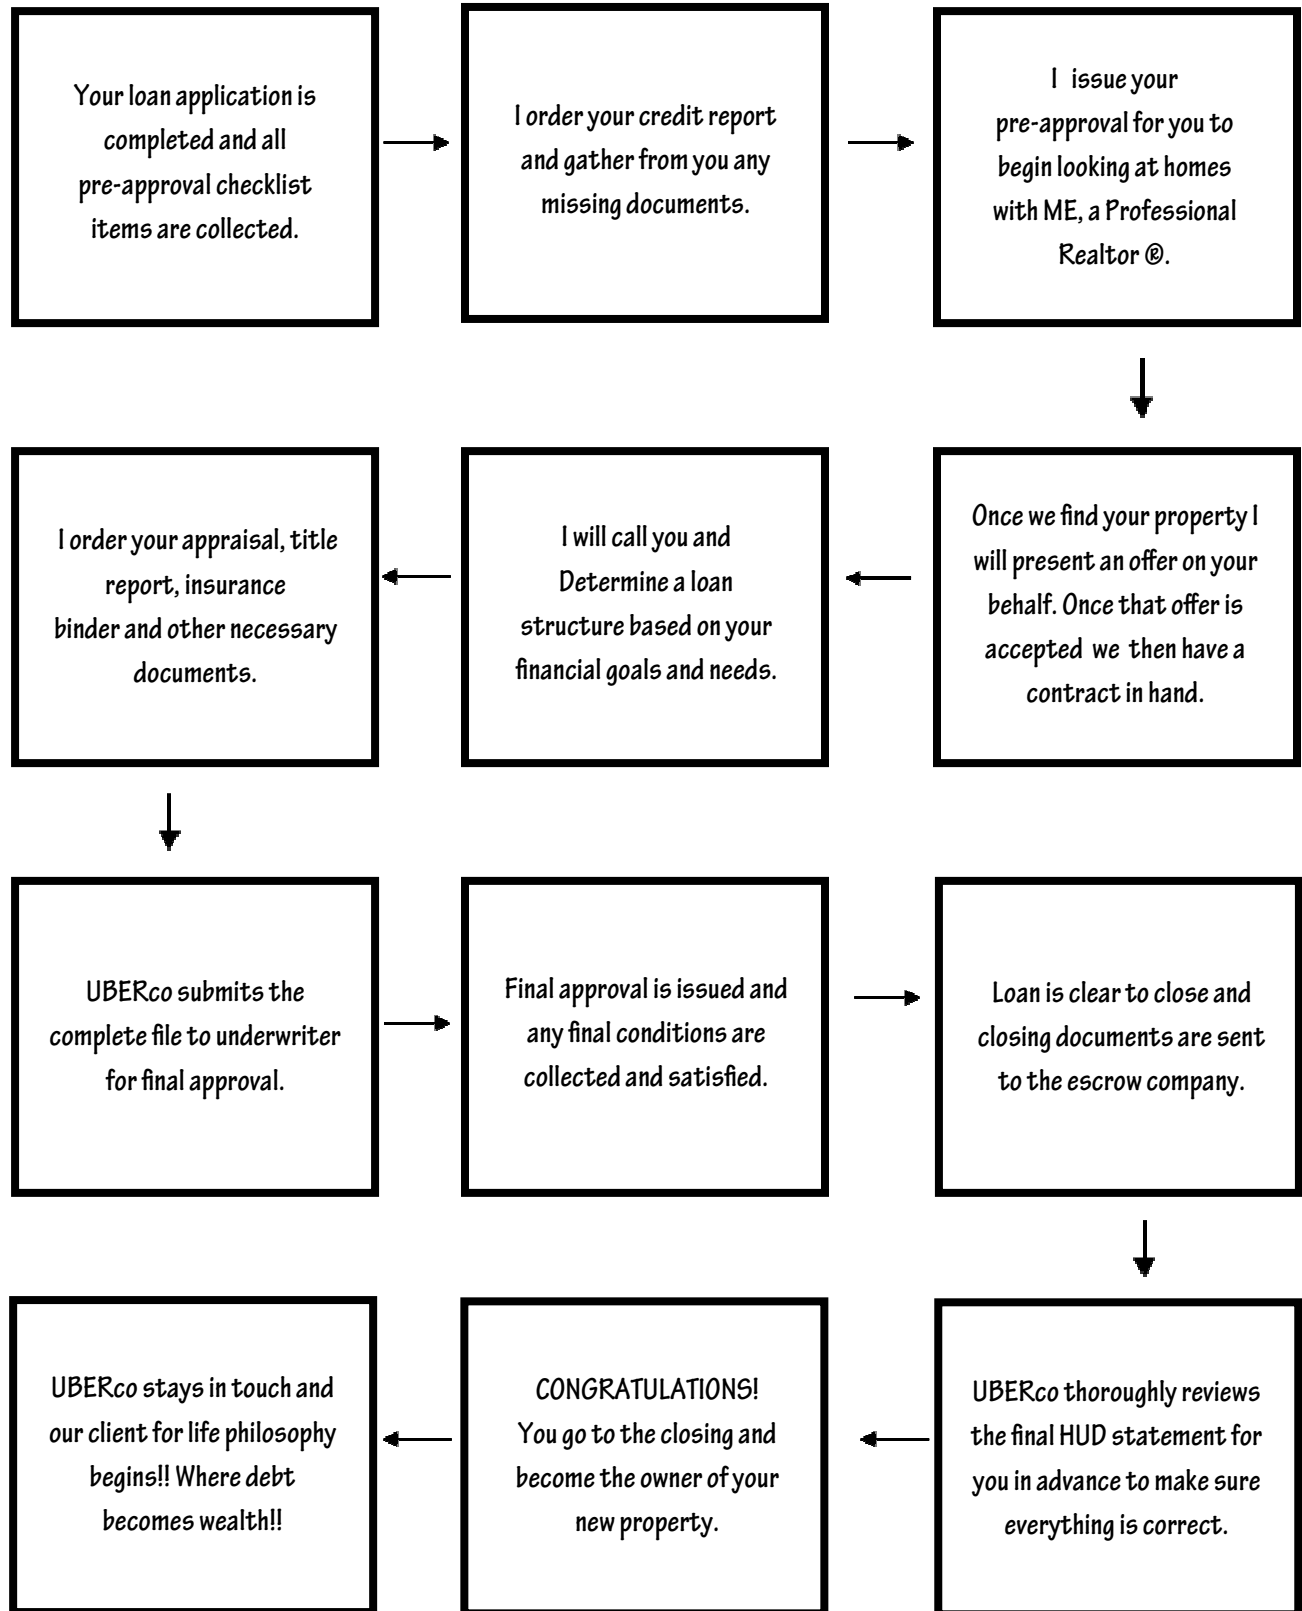 Your loan application is
completed and all
pre-approval checklist
items are collected.
I order your credit report
and gather from you any
missing documents.
I issue your
pre-approval for you to
begin looking at homes
with ME, a Professional
Realtor ®.
Once we find your property I
will present an offer on your
behalf. Once that offer is
accepted we then have a
contract in hand.
I will call you and
Determine a loan
structure based on your
financial goals and needs.
I order your appraisal, title
report, insurance
binder and other necessary
documents.
UBERco submits the
complete file to underwriter
for final approval.
Final approval is issued and
any final conditions are
collected and satisfied.
Loan is clear to close and
closing documents are sent
to the escrow company.
UBERco thoroughly reviews
the final HUD statement for
you in advance to make sure
everything is correct.
CONGRATULATIONS!
You go to the closing and
become the owner of your
new property.
UBERco stays in touch and
our client for life philosophy
begins!! Where debt
becomes wealth!!